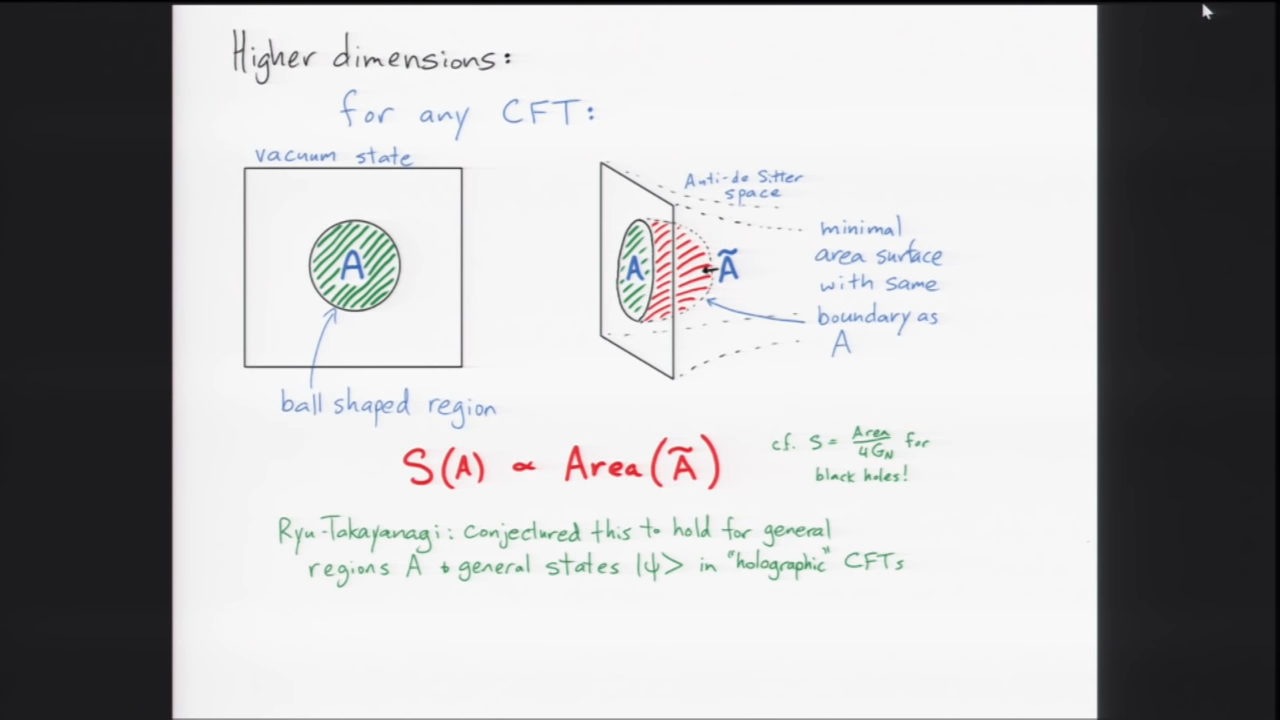 Higher dimensions:
for any CFT:
vacuum state
A
ball shaped region
Anti-de Sitter
space
A
Ã
minimal
area surface
with same
boundary as
A
S(A) ∝ Area(Ã)
cf. S = Area/4G_N for
black holes!
Ryu-Takayanagi: conjectured this to hold for general
regions A + general states |ψ> in "holographic" CFTs